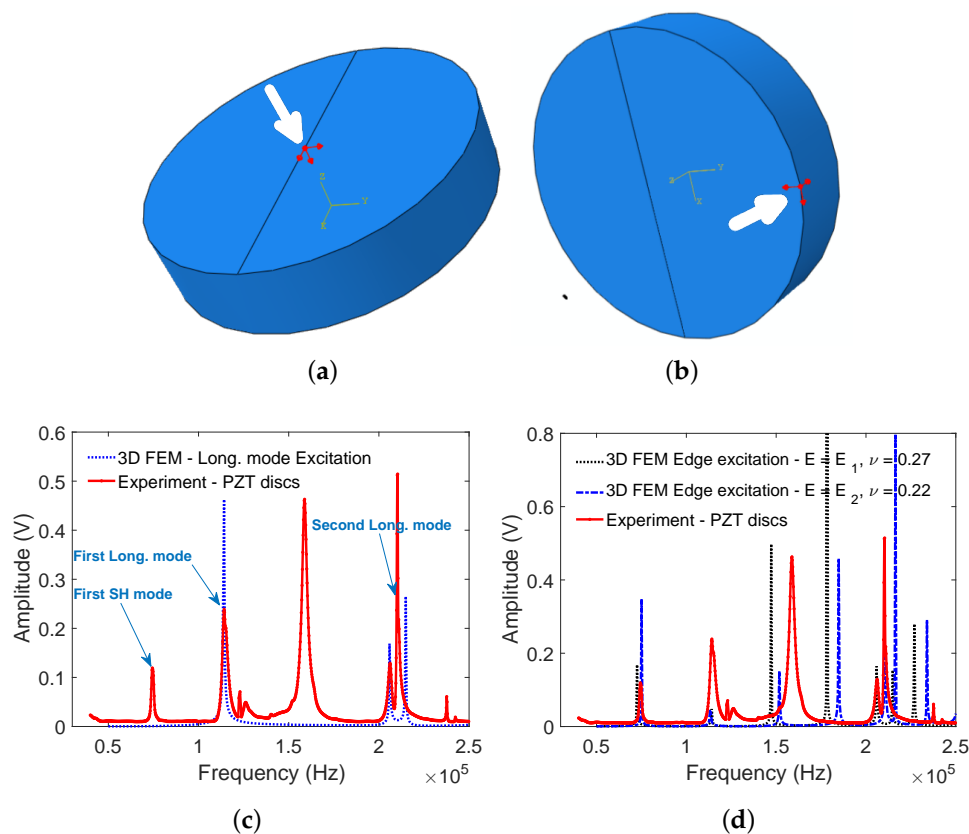 Z
Y
X
Z
Y
X
(a)
(b)
0.6
0.5
0.4
0.3
0.2
0.1
0
Amplitude (V)
3D FEM - Long. mode Excitation
Experiment - PZT discs
Second Long. mode
First Long. mode
First SH mode
0.5 1 1.5 2 2.5
Frequency (Hz)
×10^5
(c)
0.8
0.6
0.4
0.2
0
Amplitude (V)
3D FEM Edge excitation - E = E_1, ν = 0.27
3D FEM Edge excitation - E = E_2, ν = 0.22
Experiment - PZT discs
0.5 1 1.5 2 2.5
Frequency (Hz)
×10^5
(d)